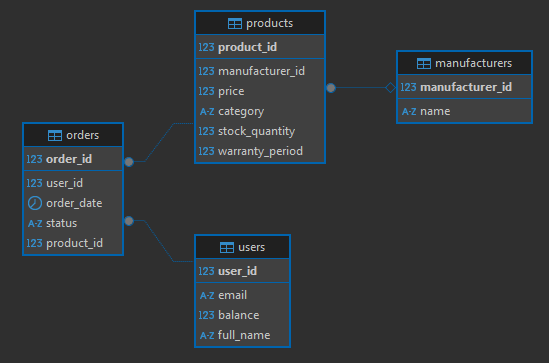 products
123 product_id
123 manufacturer_id
123 price
A-Z category
123 stock_quantity
123 warranty_period
manufacturers
123 manufacturer_id
A-Z name
orders
123 order_id
123 user_id
order_date
A-Z status
123 product_id
users
123 user_id
A-Z email
123 balance
A-Z full_name